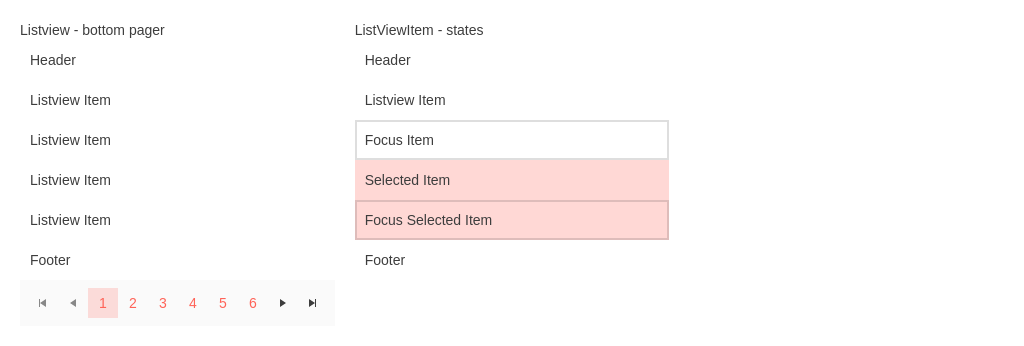 Listview - bottom pager
Header
Listview Item
Listview Item
Listview Item
Listview Item
Footer
1 2 3 4 5 6
ListViewItem - states
Header
Listview Item
Focus Item
Selected Item
Focus Selected Item
Footer